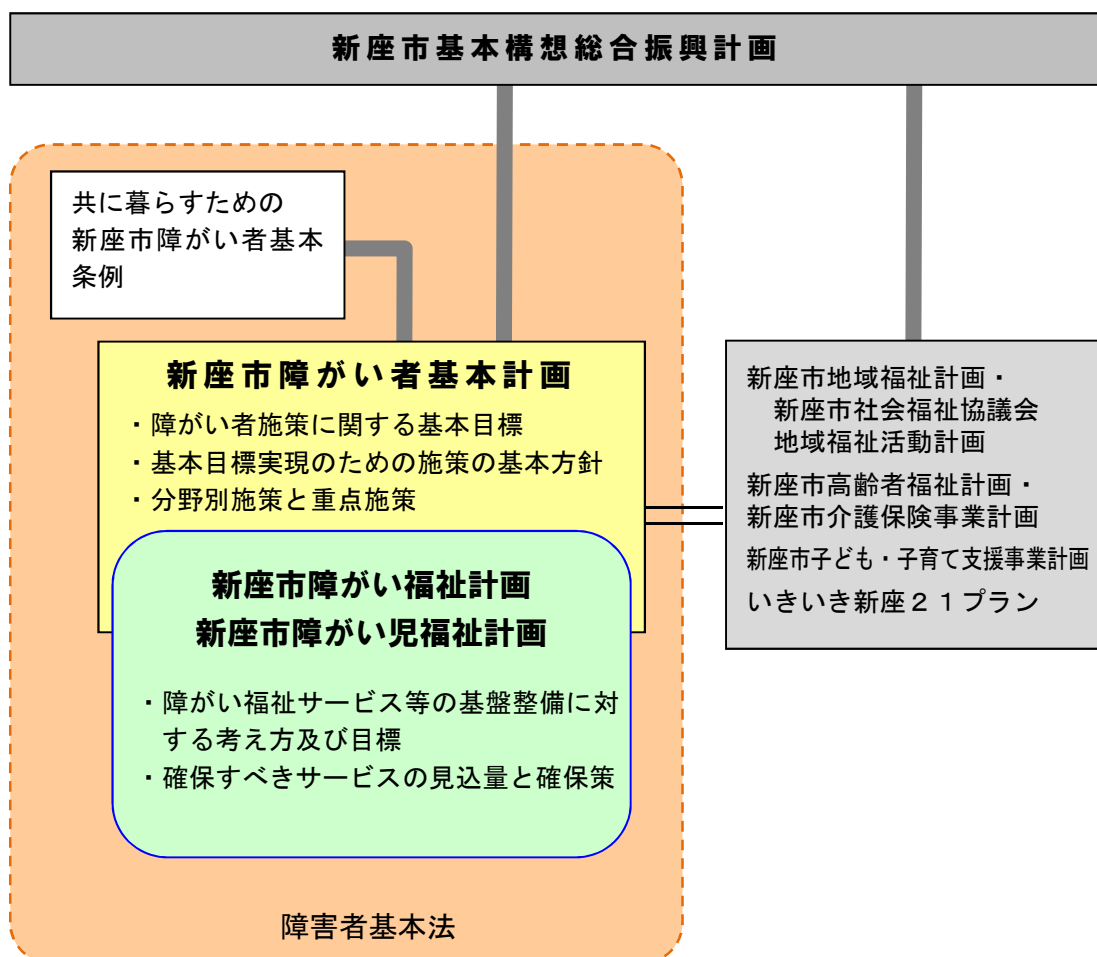 新座市基本構想総合振興計画
共に暮らすための
新座市障がい者基本
条例
新座市障がい者基本計画
・障がい者施策に関する基本目標
・基本目標実現のための施策の基本方針
・分野別施策と重点施策
新座市障がい福祉計画
新座市障がい児福祉計画
・障がい福祉サービス等の基盤整備に対
する考え方及び目標
・確保すべきサービスの見込量と確保策
障害者基本法
新座市地域福祉計画・
新座市社会福祉協議会
地域福祉活動計画
新座市高齢者福祉計画・
新座市介護保険事業計画
新座市子ども・子育て支援事業計画
いきいき新座２１プラン